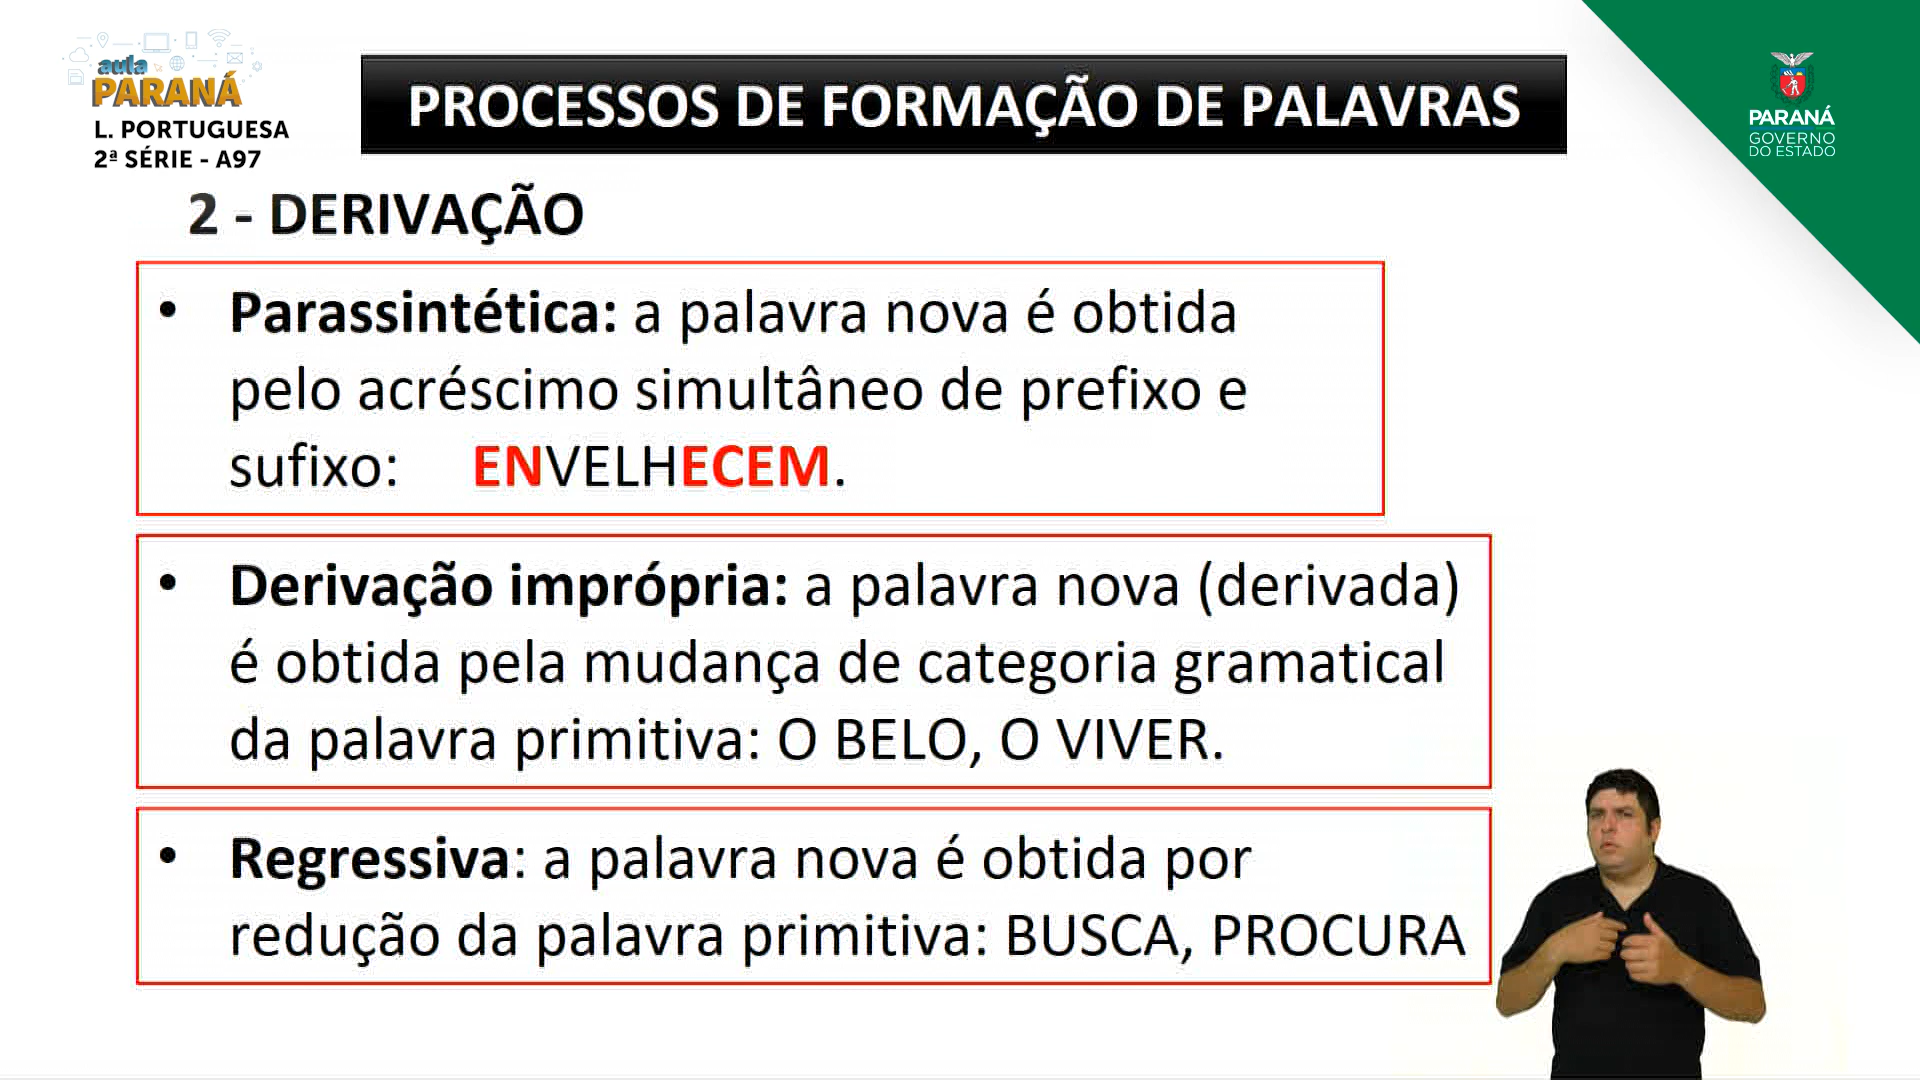 aula
PARANÁ
L. PORTUGUESA
2ª SÉRIE - A97
PROCESSOS DE FORMAÇÃO DE PALAVRAS
PARANÁ
GOVERNO
DO ESTADO
2 - DERIVAÇÃO
• Parassintética: a palavra nova é obtida
pelo acréscimo simultâneo de prefixo e
sufixo: ENVELHECEM.
• Derivação imprópria: a palavra nova (derivada)
é obtida pela mudança de categoria gramatical
da palavra primitiva: O BELO, O VIVER.
• Regressiva: a palavra nova é obtida por
redução da palavra primitiva: BUSCA, PROCURA